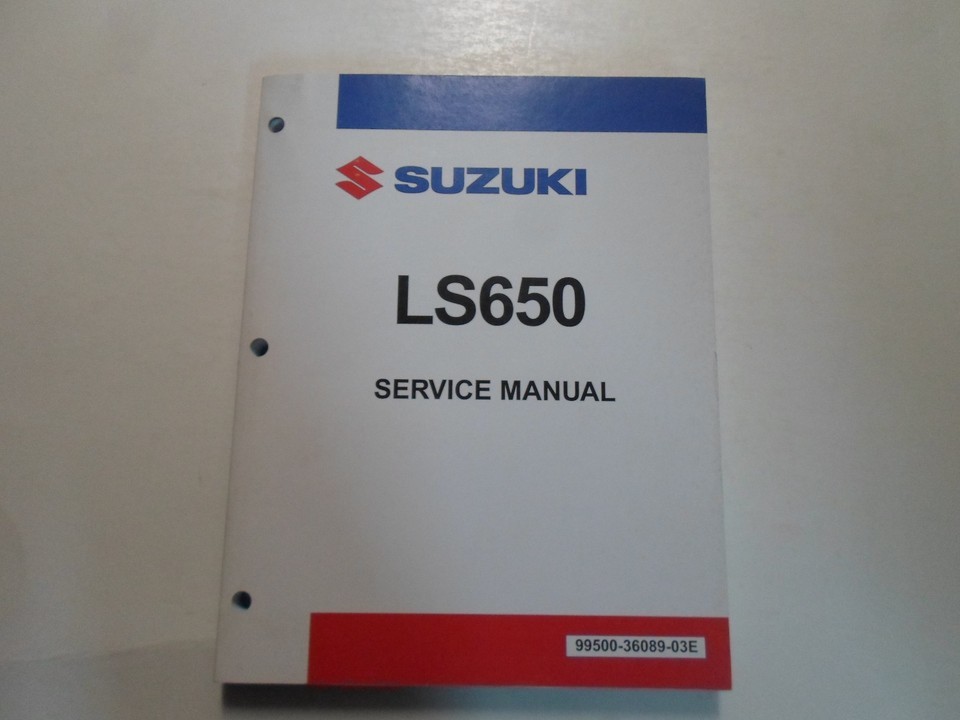 SUZUKI
LS650
SERVICE MANUAL
99500-36089-03E